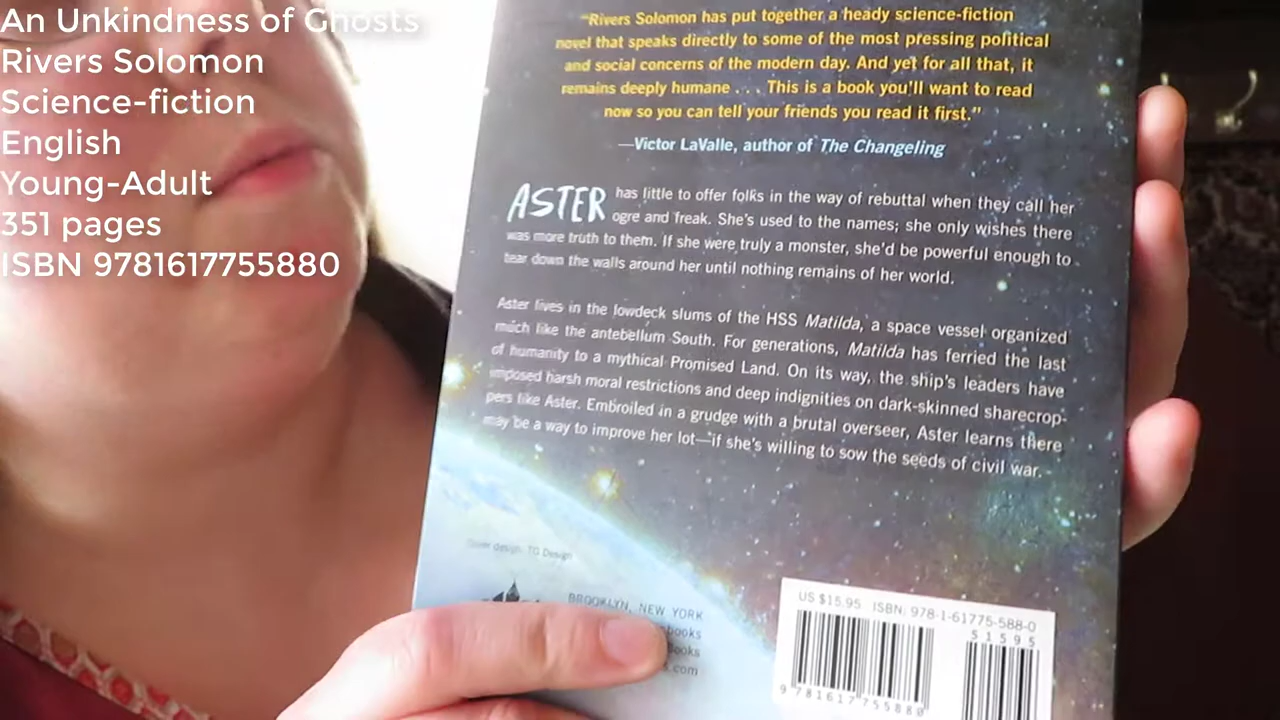 An Unkindness of Ghosts
Rivers Solomon
Science-fiction
English
Young-Adult
351 pages
ISBN 9781617755880
"Rivers Solomon has put together a heady science-fiction
novel that speaks directly to some of the most pressing political
and social concerns of the modern day. And yet for all that, it
remains deeply humane . . . This is a book you'll want to read
now so you can tell your friends you read it first."
—Victor LaValle, author of The Changeling
ASTER has little to offer folks in the way of rebuttal when they call her
ogre and freak. She's used to the names; she only wishes there
was more truth to them. If she were truly a monster, she'd be powerful enough to
tear down the walls around her until nothing remains of her world.
Aster lives in the lowdeck slums of the HSS Matilda, a space vessel organized
much like the antebellum South. For generations, Matilda has ferried the last
of humanity to a mythical Promised Land. On its way, the ship's leaders have
imposed harsh moral restrictions and deep indignities on dark-skinned sharecrop-
pers like Aster. Embroiled in a grudge with a brutal overseer, Aster learns there
may be a way to improve her lot—if she's willing to sow the seeds of civil war.
Cover design: TG Design
BROOKLYN, NEW YORK
books
ooks
.com
US $15.95 ISBN: 978-1-61775-588-0
5 1 5 9 5
9 781617 755880